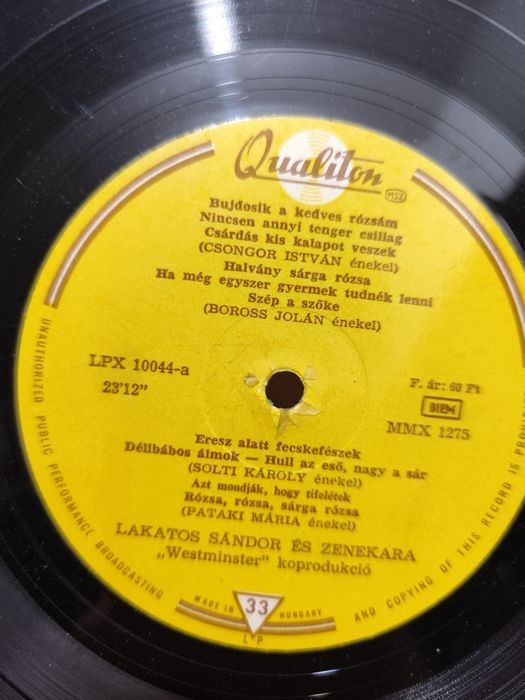 Qualiton
MSZ
Bujdosik a kedves rózsám
Nincsen annyi tenger csillag
Csárdás kis kalapot veszek
(CSONGOR ISTVÁN énekel)
Halvány sárga rózsa
Ha még egyszer gyermek tudnék lenni
Szép a szőke
(BOROSS JOLÁN énekel)
LPX 10044-a
23'12"
F. ár: 60 Ft
BIEM
MMX 1275
Eresz alatt fecskefészek
Délibábos álmok — Hull az eső, nagy a sár
(SOLTI KÁROLY énekel)
Azt mondják, hogy tifelétek
Rózsa, rózsa, sárga rózsa
(PATAKI MÁRIA énekel)
LAKATOS SÁNDOR ÉS ZENEKARA
„Westminster" koprodukció
MADE IN 33 HUNGARY
LP
UNAUTHORIZED PUBLIC PERFORMANCE BROADCASTING
AND COPYING OF THIS RECORD IS